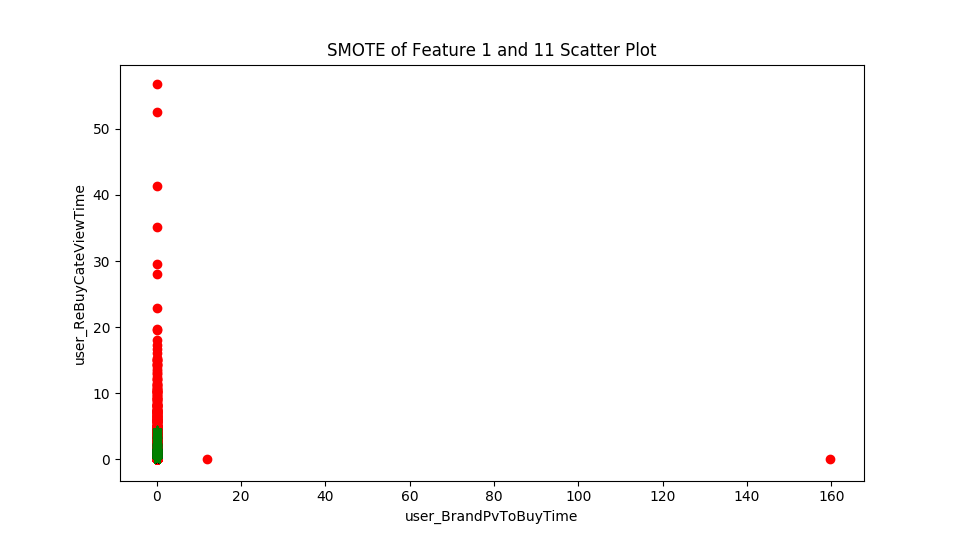 SMOTE of Feature 1 and 11 Scatter Plot
user_ReBuyCateViewTime
50
40
30
20
10
0
0 20 40 60 80 100 120 140 160
user_BrandPvToBuyTime